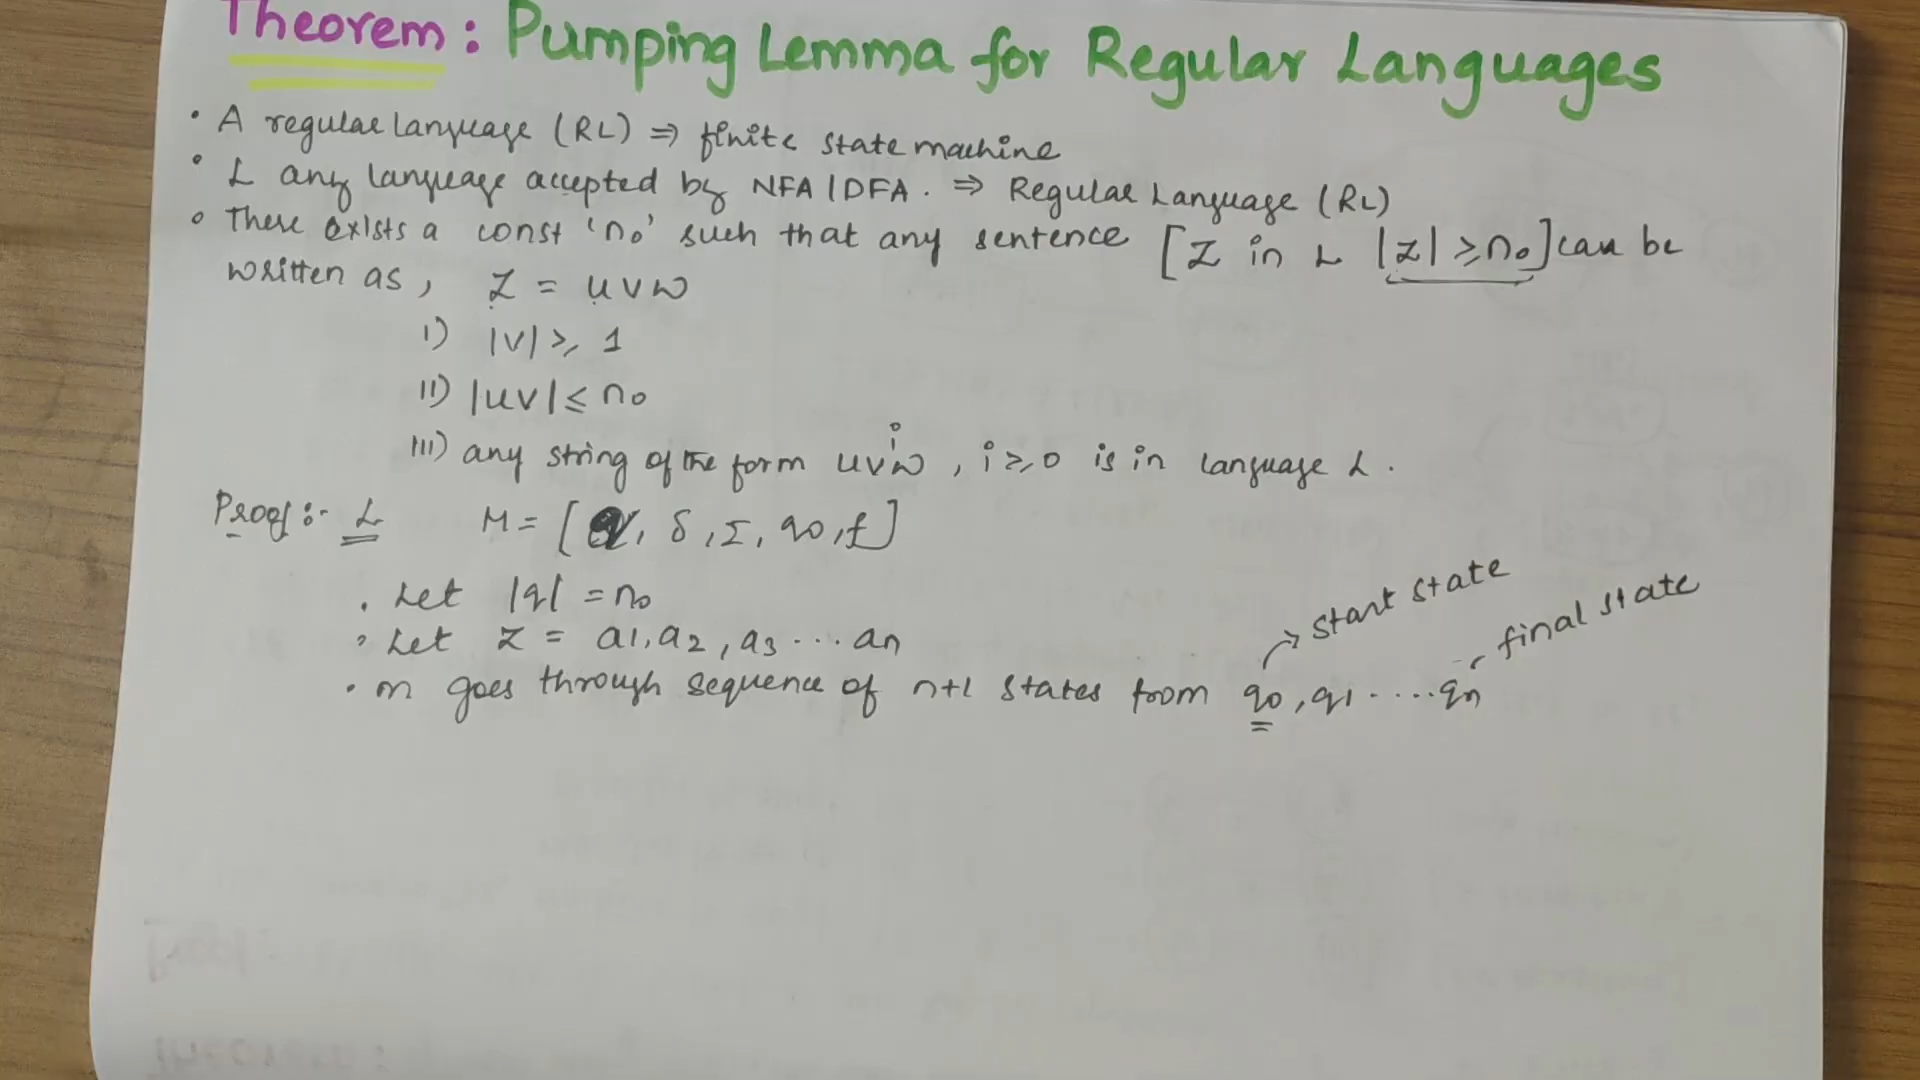 Theorem : Pumping Lemma for Regular Languages
• A regular language (RL) ⇒ finite state machine
• L any language accepted by NFA | DFA . ⇒ Regular Language (RL)
• There exists a const 'n₀' such that any sentence [Z in L |z| ≥ n₀] can be
written as , Z = uvw
i) |v| ≥ 1
ii) |uv| ≤ n₀
iii) any string of the form uvⁱw , i ≥ 0 is in language L .
Proof :- L M = [q, δ, Σ, q0, f]
• Let |q| = n₀
start state
final state
• Let z = a1, a2, a3 ... an
• m goes through sequence of n+1 states from q0, q1 ..... qn